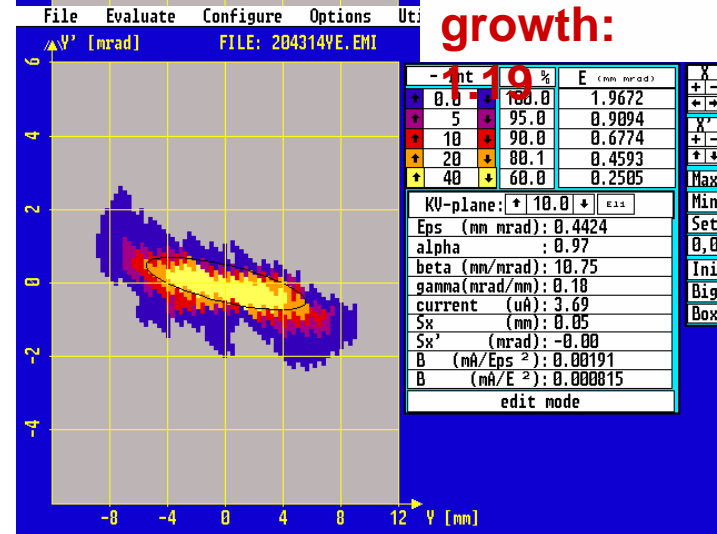 File Evaluate Configure Options Uti
growth:
1.19
Y' [mrad] FILE: 204314YE.EMI
- Int % E (mm mrad)
0.0 100.0 1.9672
5 95.0 0.9094
10 90.0 0.6774
20 80.1 0.4593
40 60.0 0.2505
KV-plane: 10.0 Ell
Eps (mm mrad): 0.4424
alpha : 0.97
beta (mm/mrad): 10.75
gamma(mrad/mm): 0.18
current (uA): 3.69
Sx (mm): 0.05
Sx' (mrad): -0.00
B (mA/Eps ²): 0.00191
B (mA/E ²): 0.000815
edit mode
X
+ -
X'
+ -
Max
Min
Set
0,0
Ini
Big
Box
6
4
2
0
-2
-4
-8 -4 0 4 8 12 Y [mm]